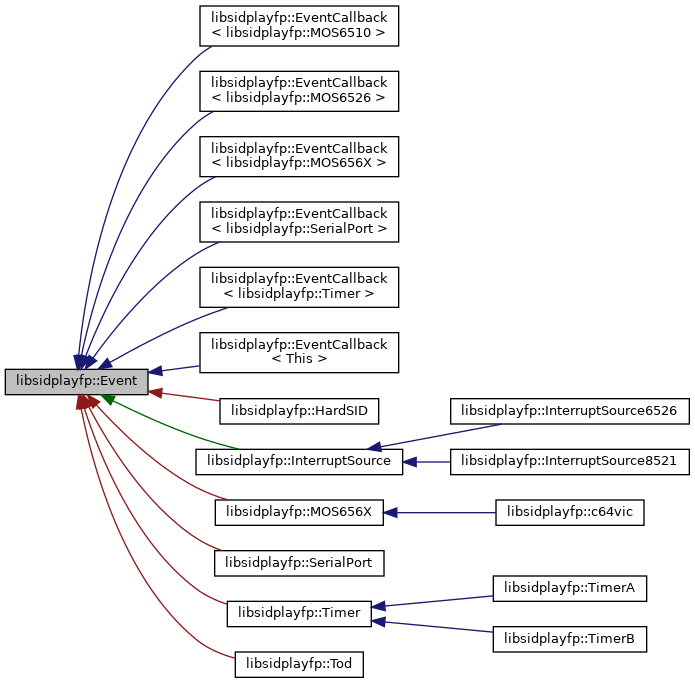 libsidplayfp::EventCallback
< libsidplayfp::MOS6510 >
libsidplayfp::EventCallback
< libsidplayfp::MOS6526 >
libsidplayfp::EventCallback
< libsidplayfp::MOS656X >
libsidplayfp::EventCallback
< libsidplayfp::SerialPort >
libsidplayfp::EventCallback
< libsidplayfp::Timer >
libsidplayfp::EventCallback
< This >
libsidplayfp::Event
libsidplayfp::HardSID
libsidplayfp::InterruptSource6526
libsidplayfp::InterruptSource
libsidplayfp::InterruptSource8521
libsidplayfp::MOS656X
libsidplayfp::c64vic
libsidplayfp::SerialPort
libsidplayfp::TimerA
libsidplayfp::Timer
libsidplayfp::TimerB
libsidplayfp::Tod